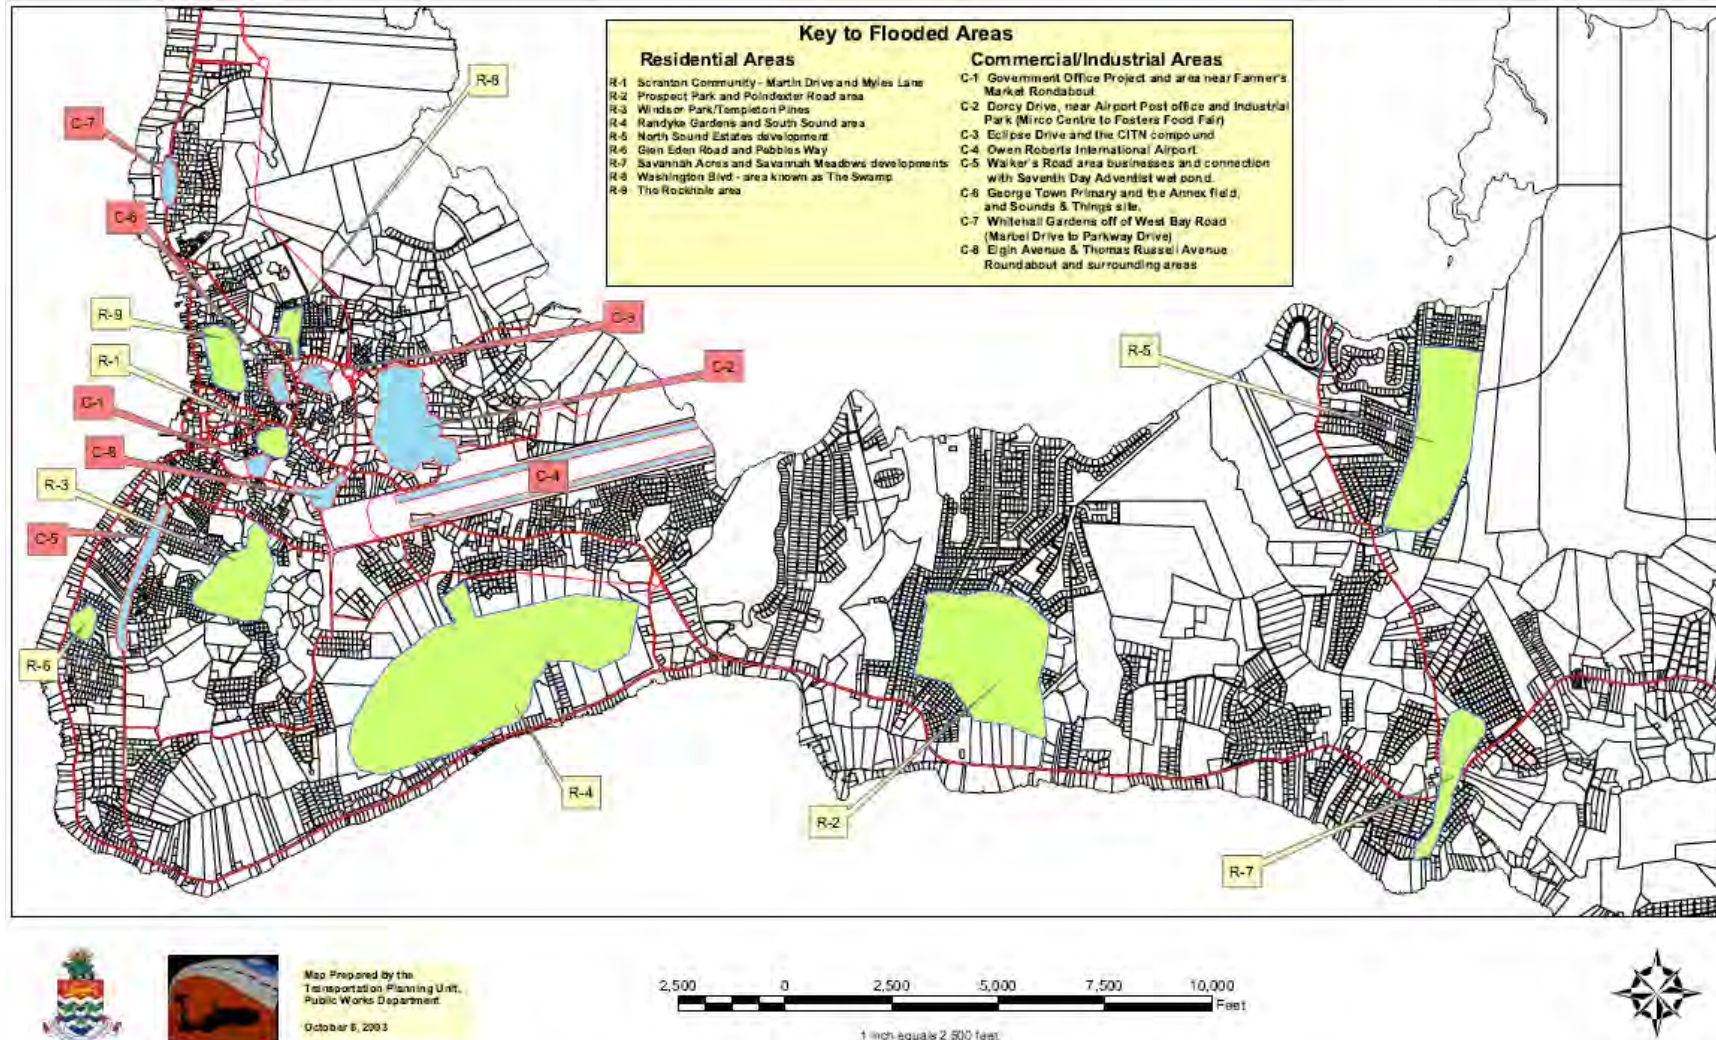 Key to Flooded Areas
Residential Areas
R-1 Scranton Community - Martin Drive and Myles Lane
R-2 Prospect Park and Poindexter Road area
R-3 Windsor Park/Templeton Pines
R-4 Randyke Gardens and South Sound area
R-5 North Sound Estates development
R-6 Glen Eden Road and Pebbles Way
R-7 Savannah Acres and Savannah Meadows developments
R-8 Washington Blvd - area known as The Swamp
R-9 The Rockhole area
Commercial/Industrial Areas
C-1 Government Office Project and area near Farmer's
Market Rondabout
C-2 Dorcy Drive, near Airport Post office and Industrial
Park (Mirco Centre to Fosters Food Fair)
C-3 Eclipse Drive and the CITN compound
C-4 Owen Roberts International Airport
C-5 Walker's Road area businesses and connection
with Seventh Day Adventist wet pond.
C-6 George Town Primary and the Annex field,
and Sounds & Things site.
C-7 Whitehall Gardens off of West Bay Road
(Marbel Drive to Parkway Drive)
C-8 Elgin Avenue & Thomas Russell Avenue
Roundabout and surrounding areas
R-8
C-7
C-6
R-9
C-3
R-1
R-5
C-2
C-1
C-8
C-4
R-3
C-5
R-6
R-4
R-2
R-7
Map Prepared by the
Transportation Planning Unit,
Public Works Department
October 6, 2003
2,500 0 2,500 5,000 7,500 10,000
Feet
1 inch equals 2,500 feet